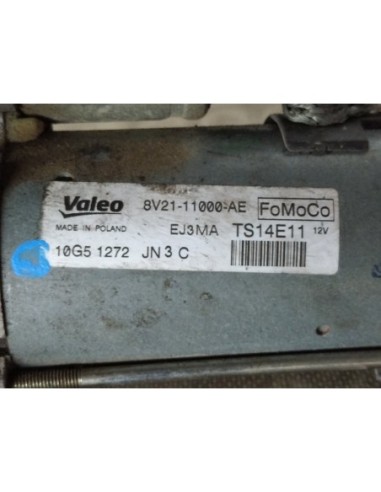 Valeo 8V21-11000-AE FoMoCo
MADE IN POLAND EJ3MA TS14E11 12V
10G5 1272 JN 3 C